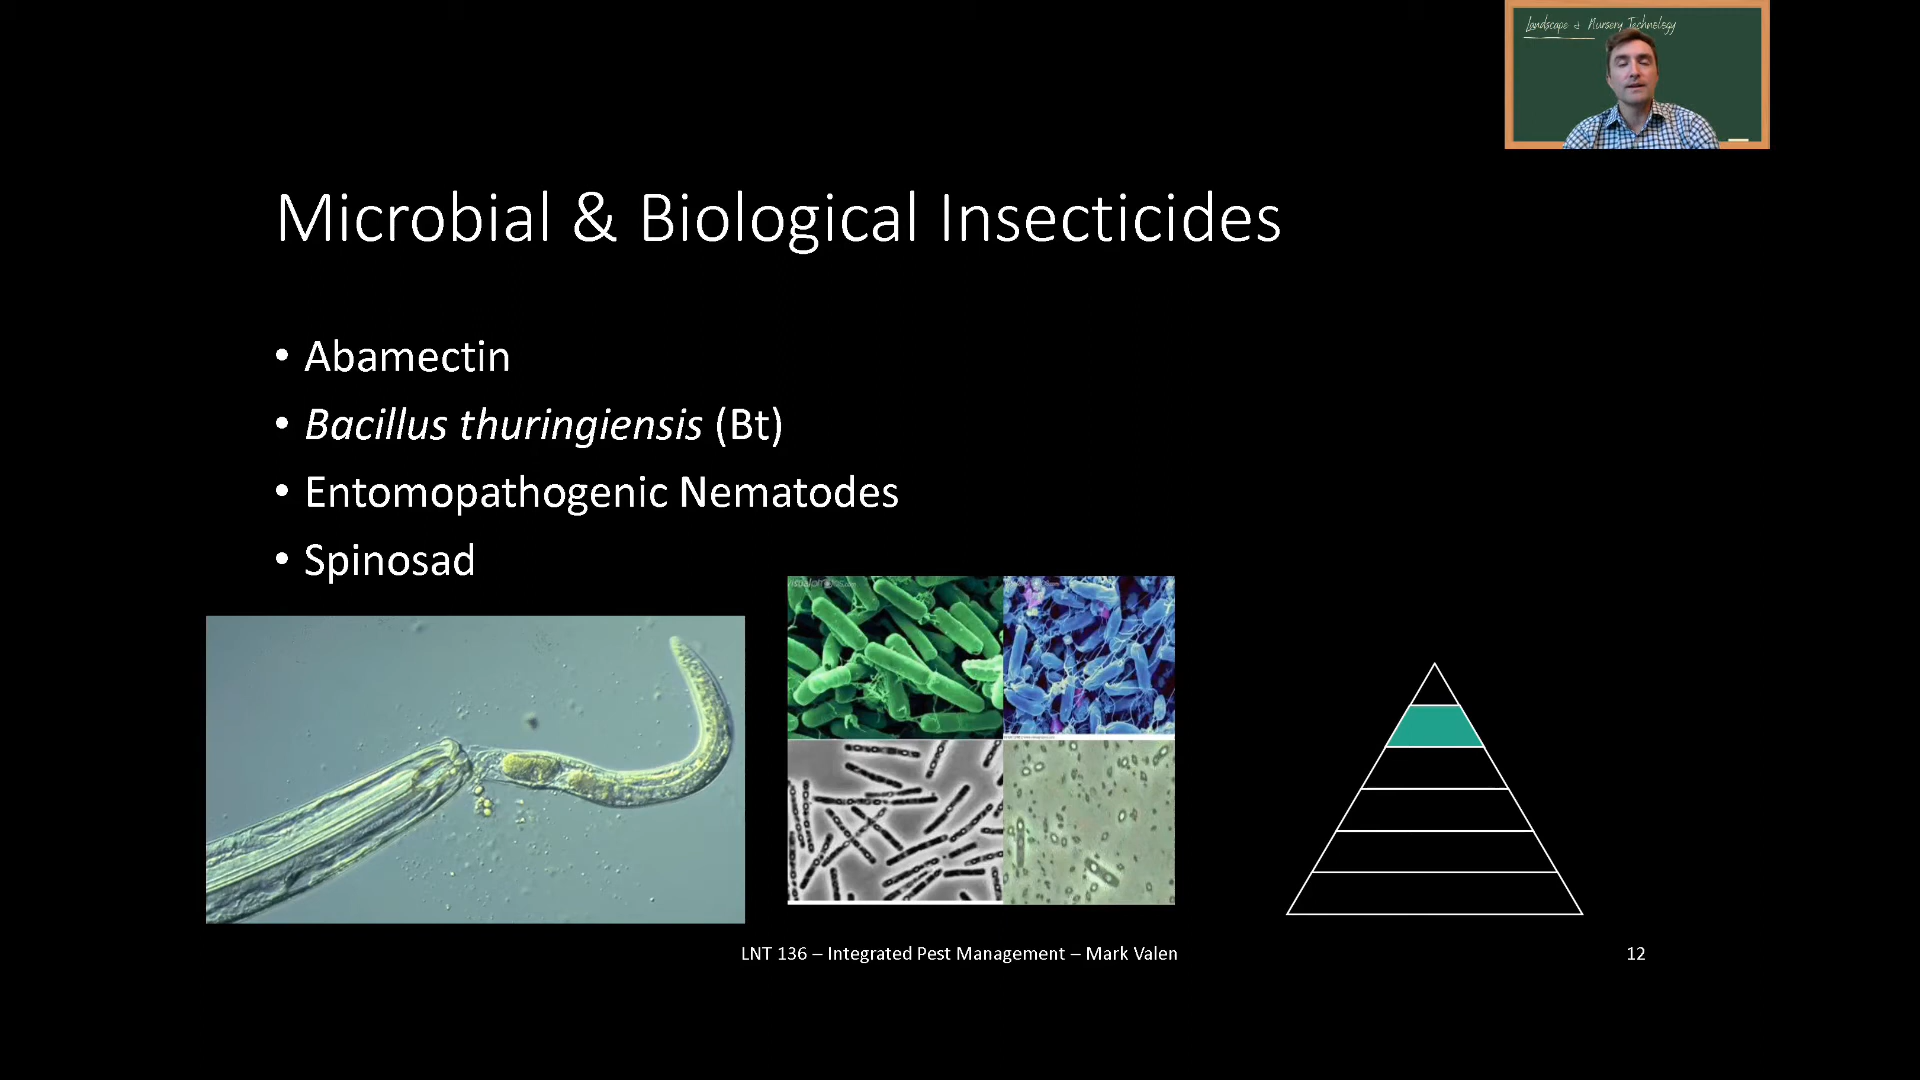 Landscape & Nursery Technology
Microbial & Biological Insecticides
• Abamectin
• Bacillus thuringiensis (Bt)
• Entomopathogenic Nematodes
• Spinosad
LNT 136 – Integrated Pest Management – Mark Valen
12